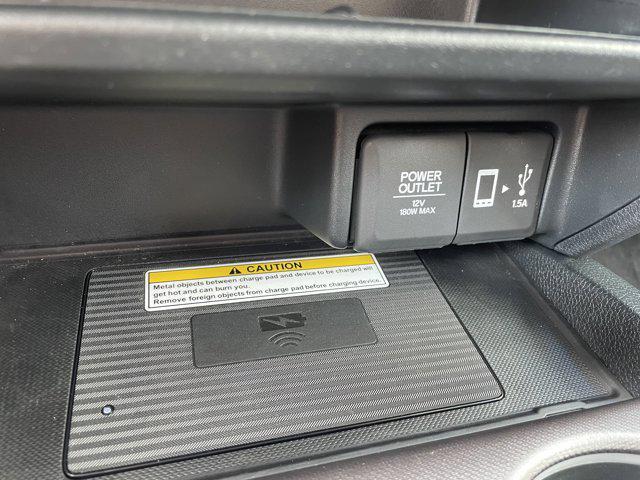 POWER
OUTLET
12V
180W MAX
1.5A
CAUTION
Metal objects between charge pad and device to be charged will
get hot and can burn you.
Remove foreign objects from charge pad before charging device.